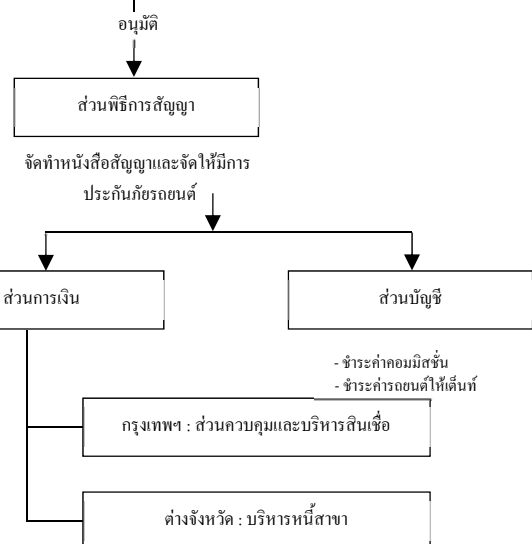 อนุมัติ
ส่วนพิธีการสัญญา
จัดทำหนังสือสัญญาและจัดให้มีการ
ประกันภัยรถยนต์
ส่วนการเงิน
ส่วนบัญชี
- ชำระค่าคอมมิสชั่น
- ชำระค่ารถยนต์ให้เต็นท์
กรุงเทพฯ : ส่วนควบคุมและบริหารสินเชื่อ
ต่างจังหวัด : บริหารหนี้สาขา